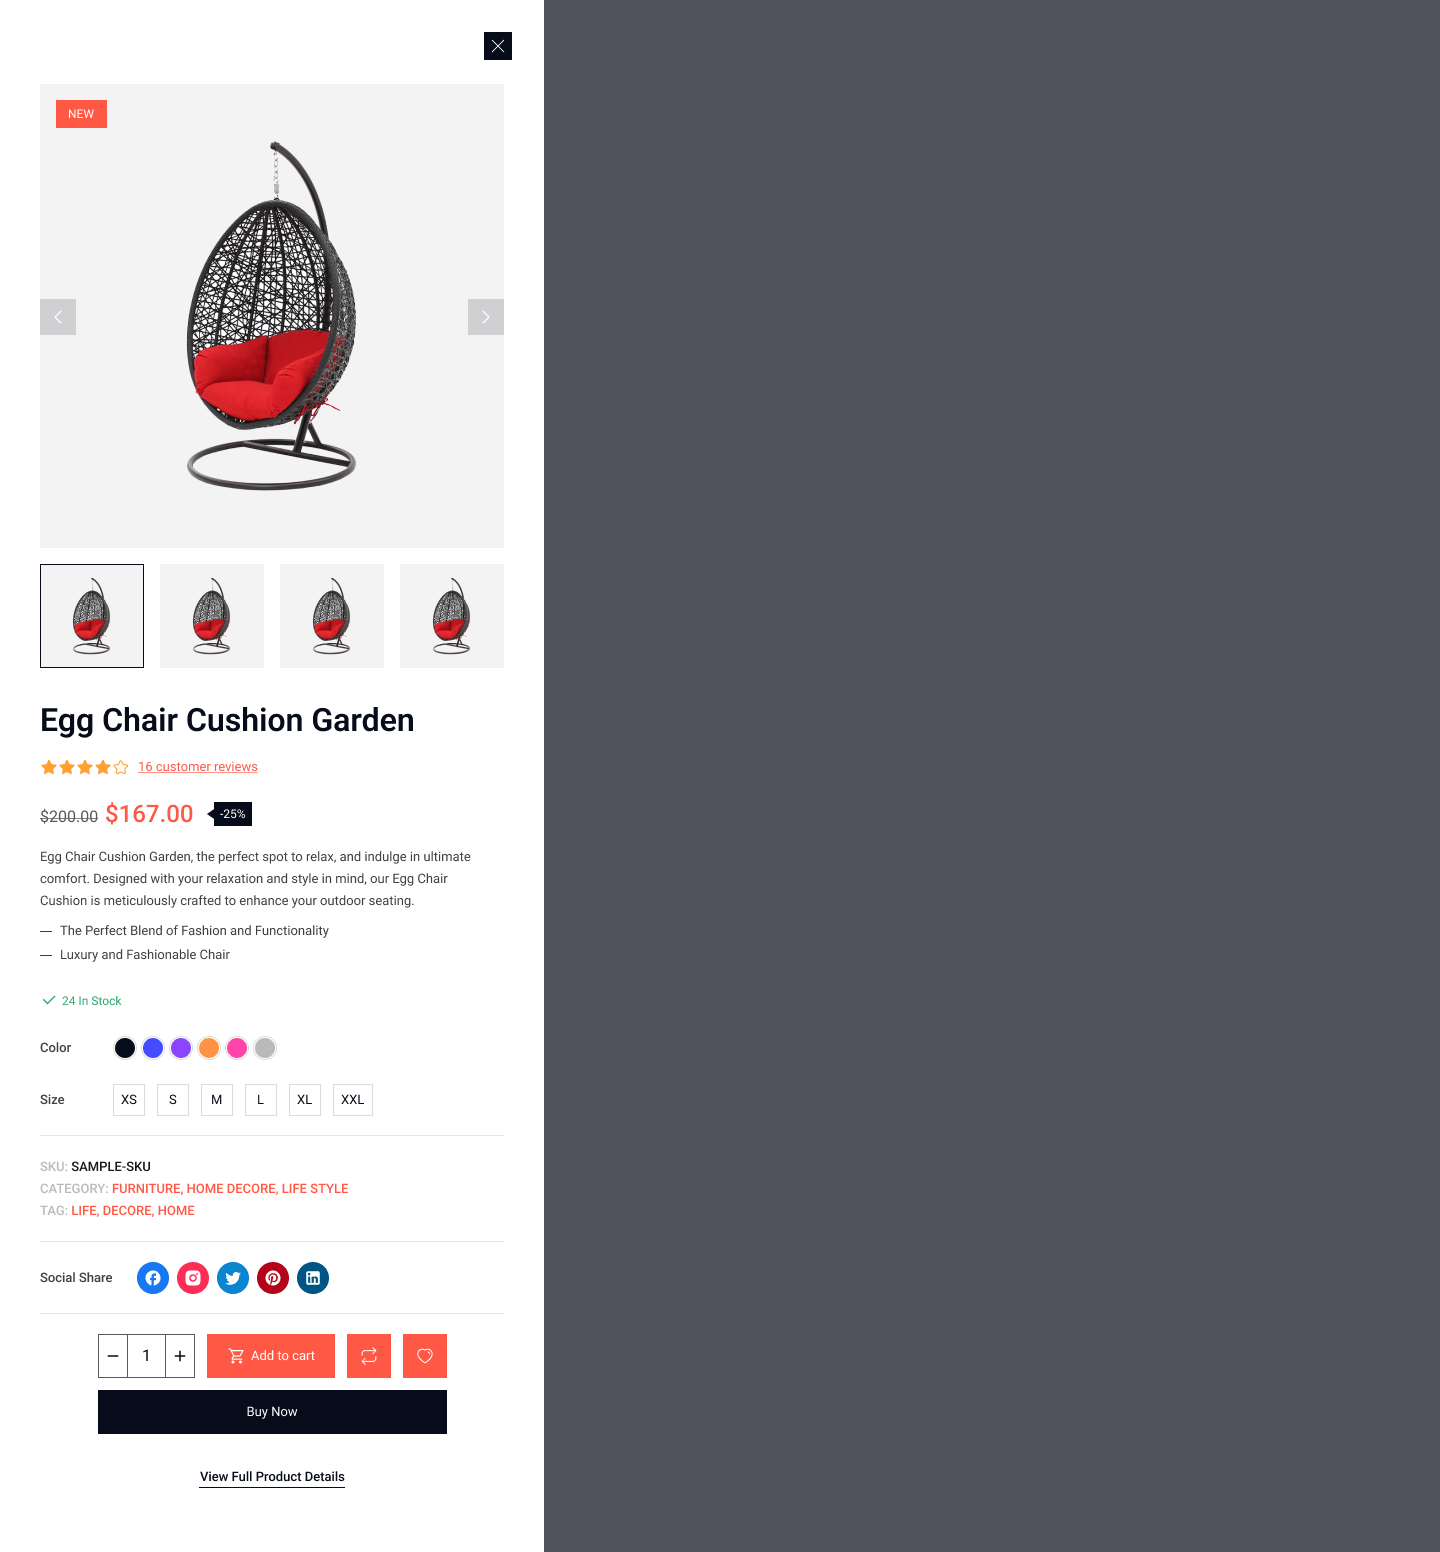 NEW
Egg Chair Cushion Garden
16 customer reviews
$200.00 $167.00 -25%
Egg Chair Cushion Garden, the perfect spot to relax, and indulge in ultimate
comfort. Designed with your relaxation and style in mind, our Egg Chair
Cushion is meticulously crafted to enhance your outdoor seating.
— The Perfect Blend of Fashion and Functionality
— Luxury and Fashionable Chair
24 In Stock
Color
Size XS S M L XL XXL
SKU: SAMPLE-SKU
CATEGORY: FURNITURE, HOME DECORE, LIFE STYLE
TAG: LIFE, DECORE, HOME
Social Share
1 Add to cart
Buy Now
View Full Product Details